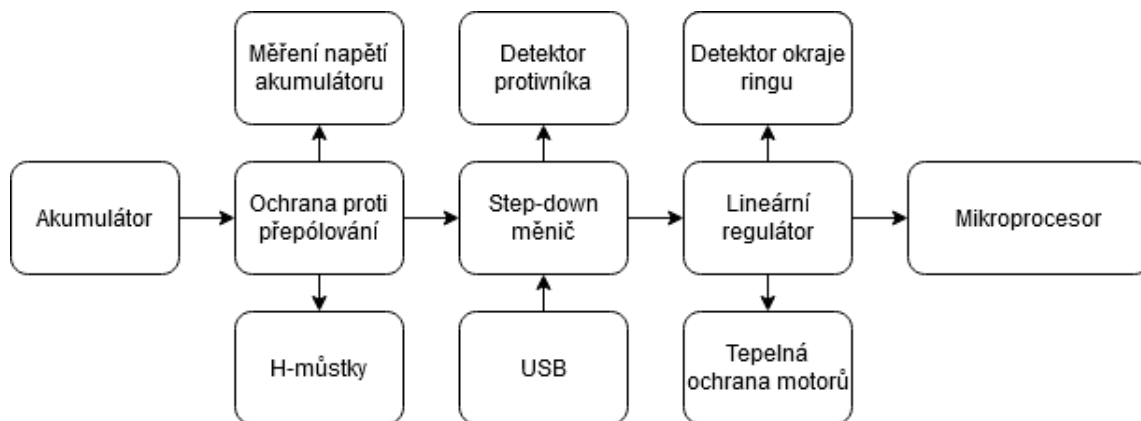 Měření napětí
akumulátoru
Detektor
protivníka
Detektor okraje
ringu
Akumulátor
Ochrana proti
přepólování
Step-down
měnič
Lineární
regulátor
Mikroprocesor
H-můstky
USB
Tepelná
ochrana motorů